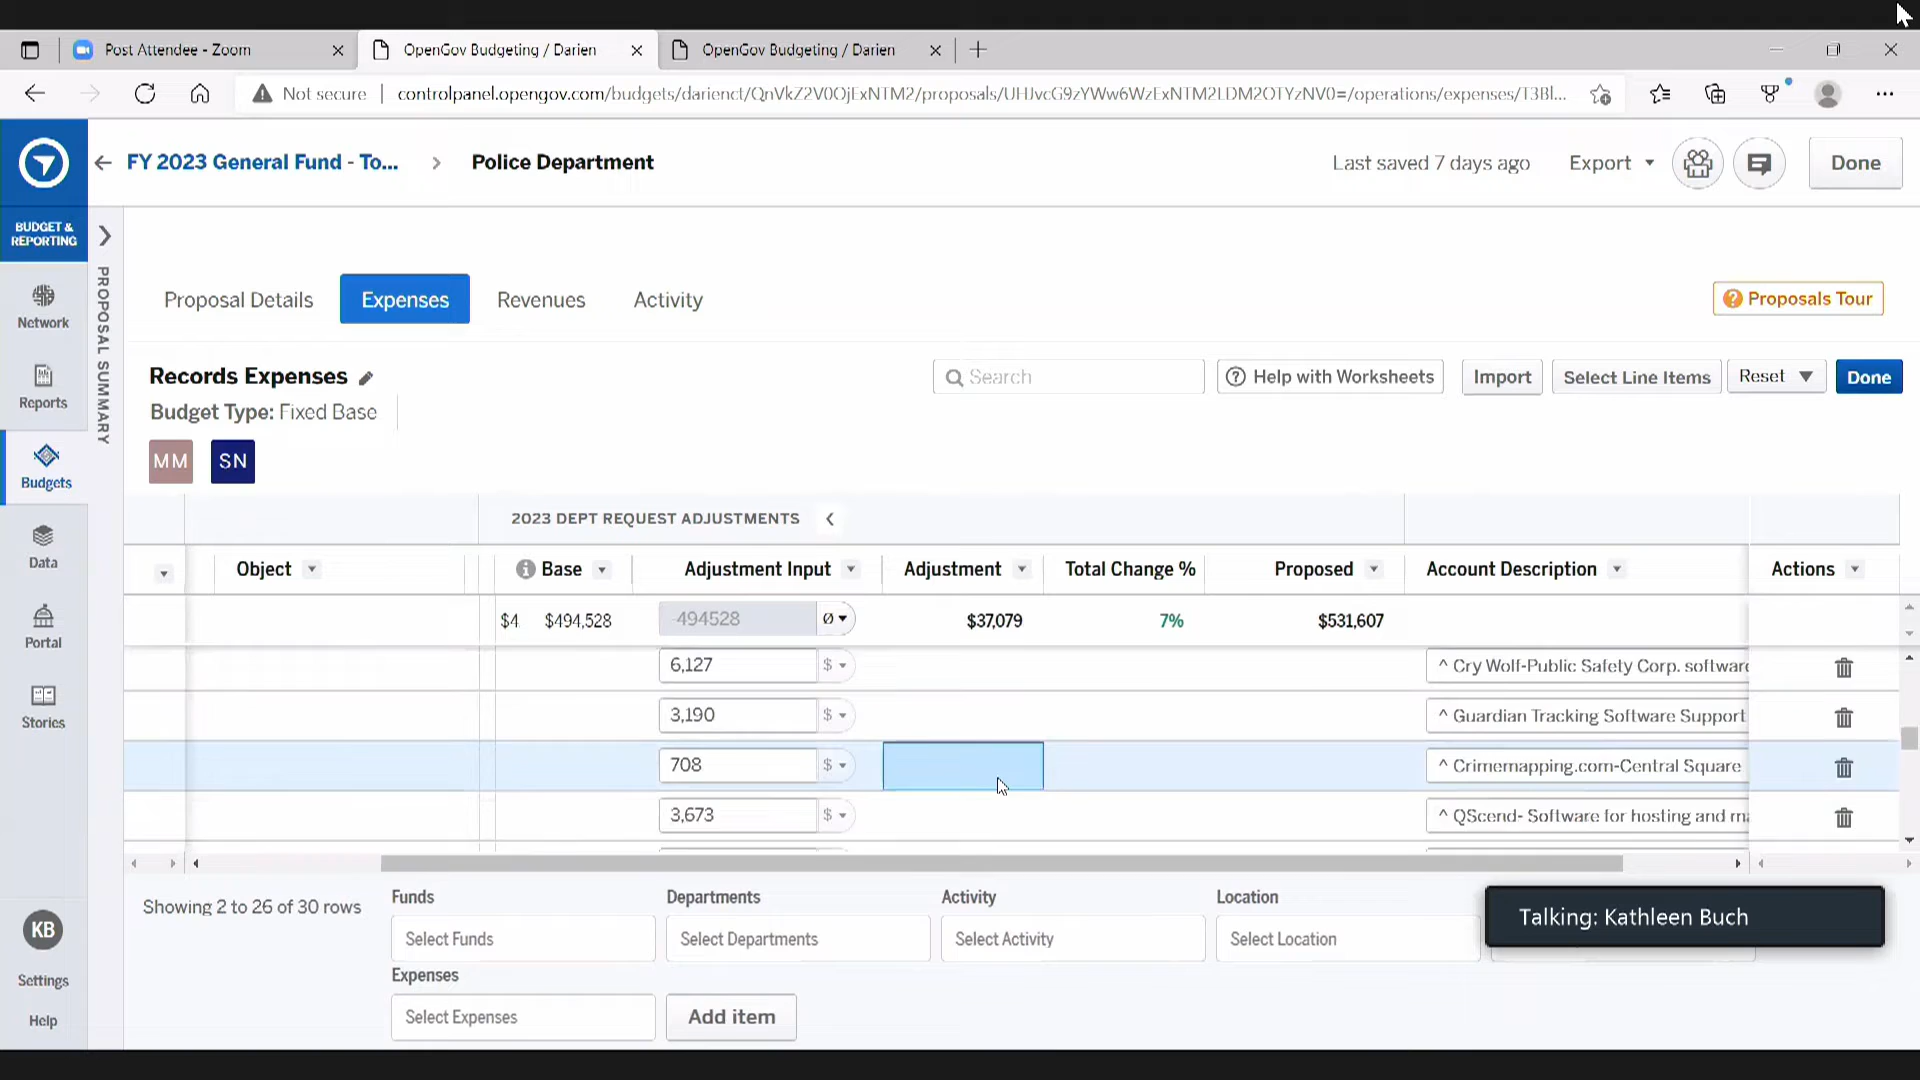 Post Attendee - Zoom
OpenGov Budgeting / Darien
OpenGov Budgeting / Darien
Not secure
controlpanel.opengov.com/budgets/darienct/QnVkZ2V0OjExNTM2/proposals/UHJvcG9zYWw6WzExNTM2LDM2OTYzNV0=/operations/expenses/T3Bl...
FY 2023 General Fund - To...
Police Department
Last saved 7 days ago
Export
Done
BUDGET & REPORTING
PROPOSAL SUMMARY
Network
Reports
Budgets
Data
Portal
Stories
KB
Settings
Help
Proposal Details
Expenses
Revenues
Activity
Proposals Tour
Records Expenses
Search
Help with Worksheets
Import
Select Line Items
Reset
Done
Budget Type: Fixed Base
MM
SN
2023 DEPT REQUEST ADJUSTMENTS
Object
Base
Adjustment Input
Adjustment
Total Change %
Proposed
Account Description
Actions
$4
$494,528
-494528
Ø
$37,079
7%
$531,607
6,127
$
^ Cry Wolf-Public Safety Corp. software
3,190
$
^ Guardian Tracking Software Support
708
$
^ Crimemapping.com-Central Square
3,673
$
^ QScend- Software for hosting and ma
Showing 2 to 26 of 30 rows
Funds
Select Funds
Departments
Select Departments
Activity
Select Activity
Location
Select Location
Expenses
Select Expenses
Add item
Talking: Kathleen Buch